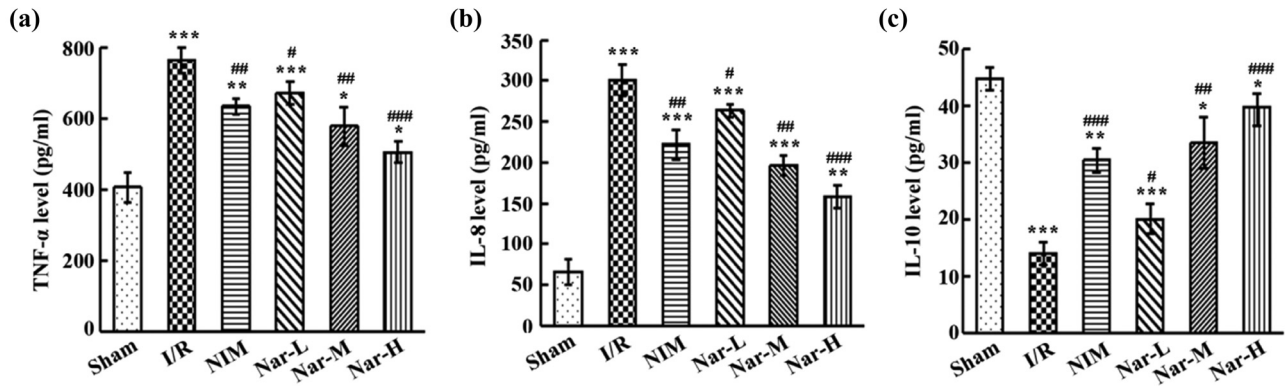 (a)
TNF-α level (pg/ml)
800
600
400
200
0
***
##
**
#
***
##
*
###
*
Sham
I/R
NIM
Nar-L
Nar-M
Nar-H
(b)
IL-8 level (pg/ml)
350
300
250
200
150
100
50
0
***
##
***
#
***
##
***
###
**
Sham
I/R
NIM
Nar-L
Nar-M
Nar-H
(c)
IL-10 level (pg/ml)
50
40
30
20
10
0
***
###
**
#
***
##
*
###
*
Sham
I/R
NIM
Nar-L
Nar-M
Nar-H